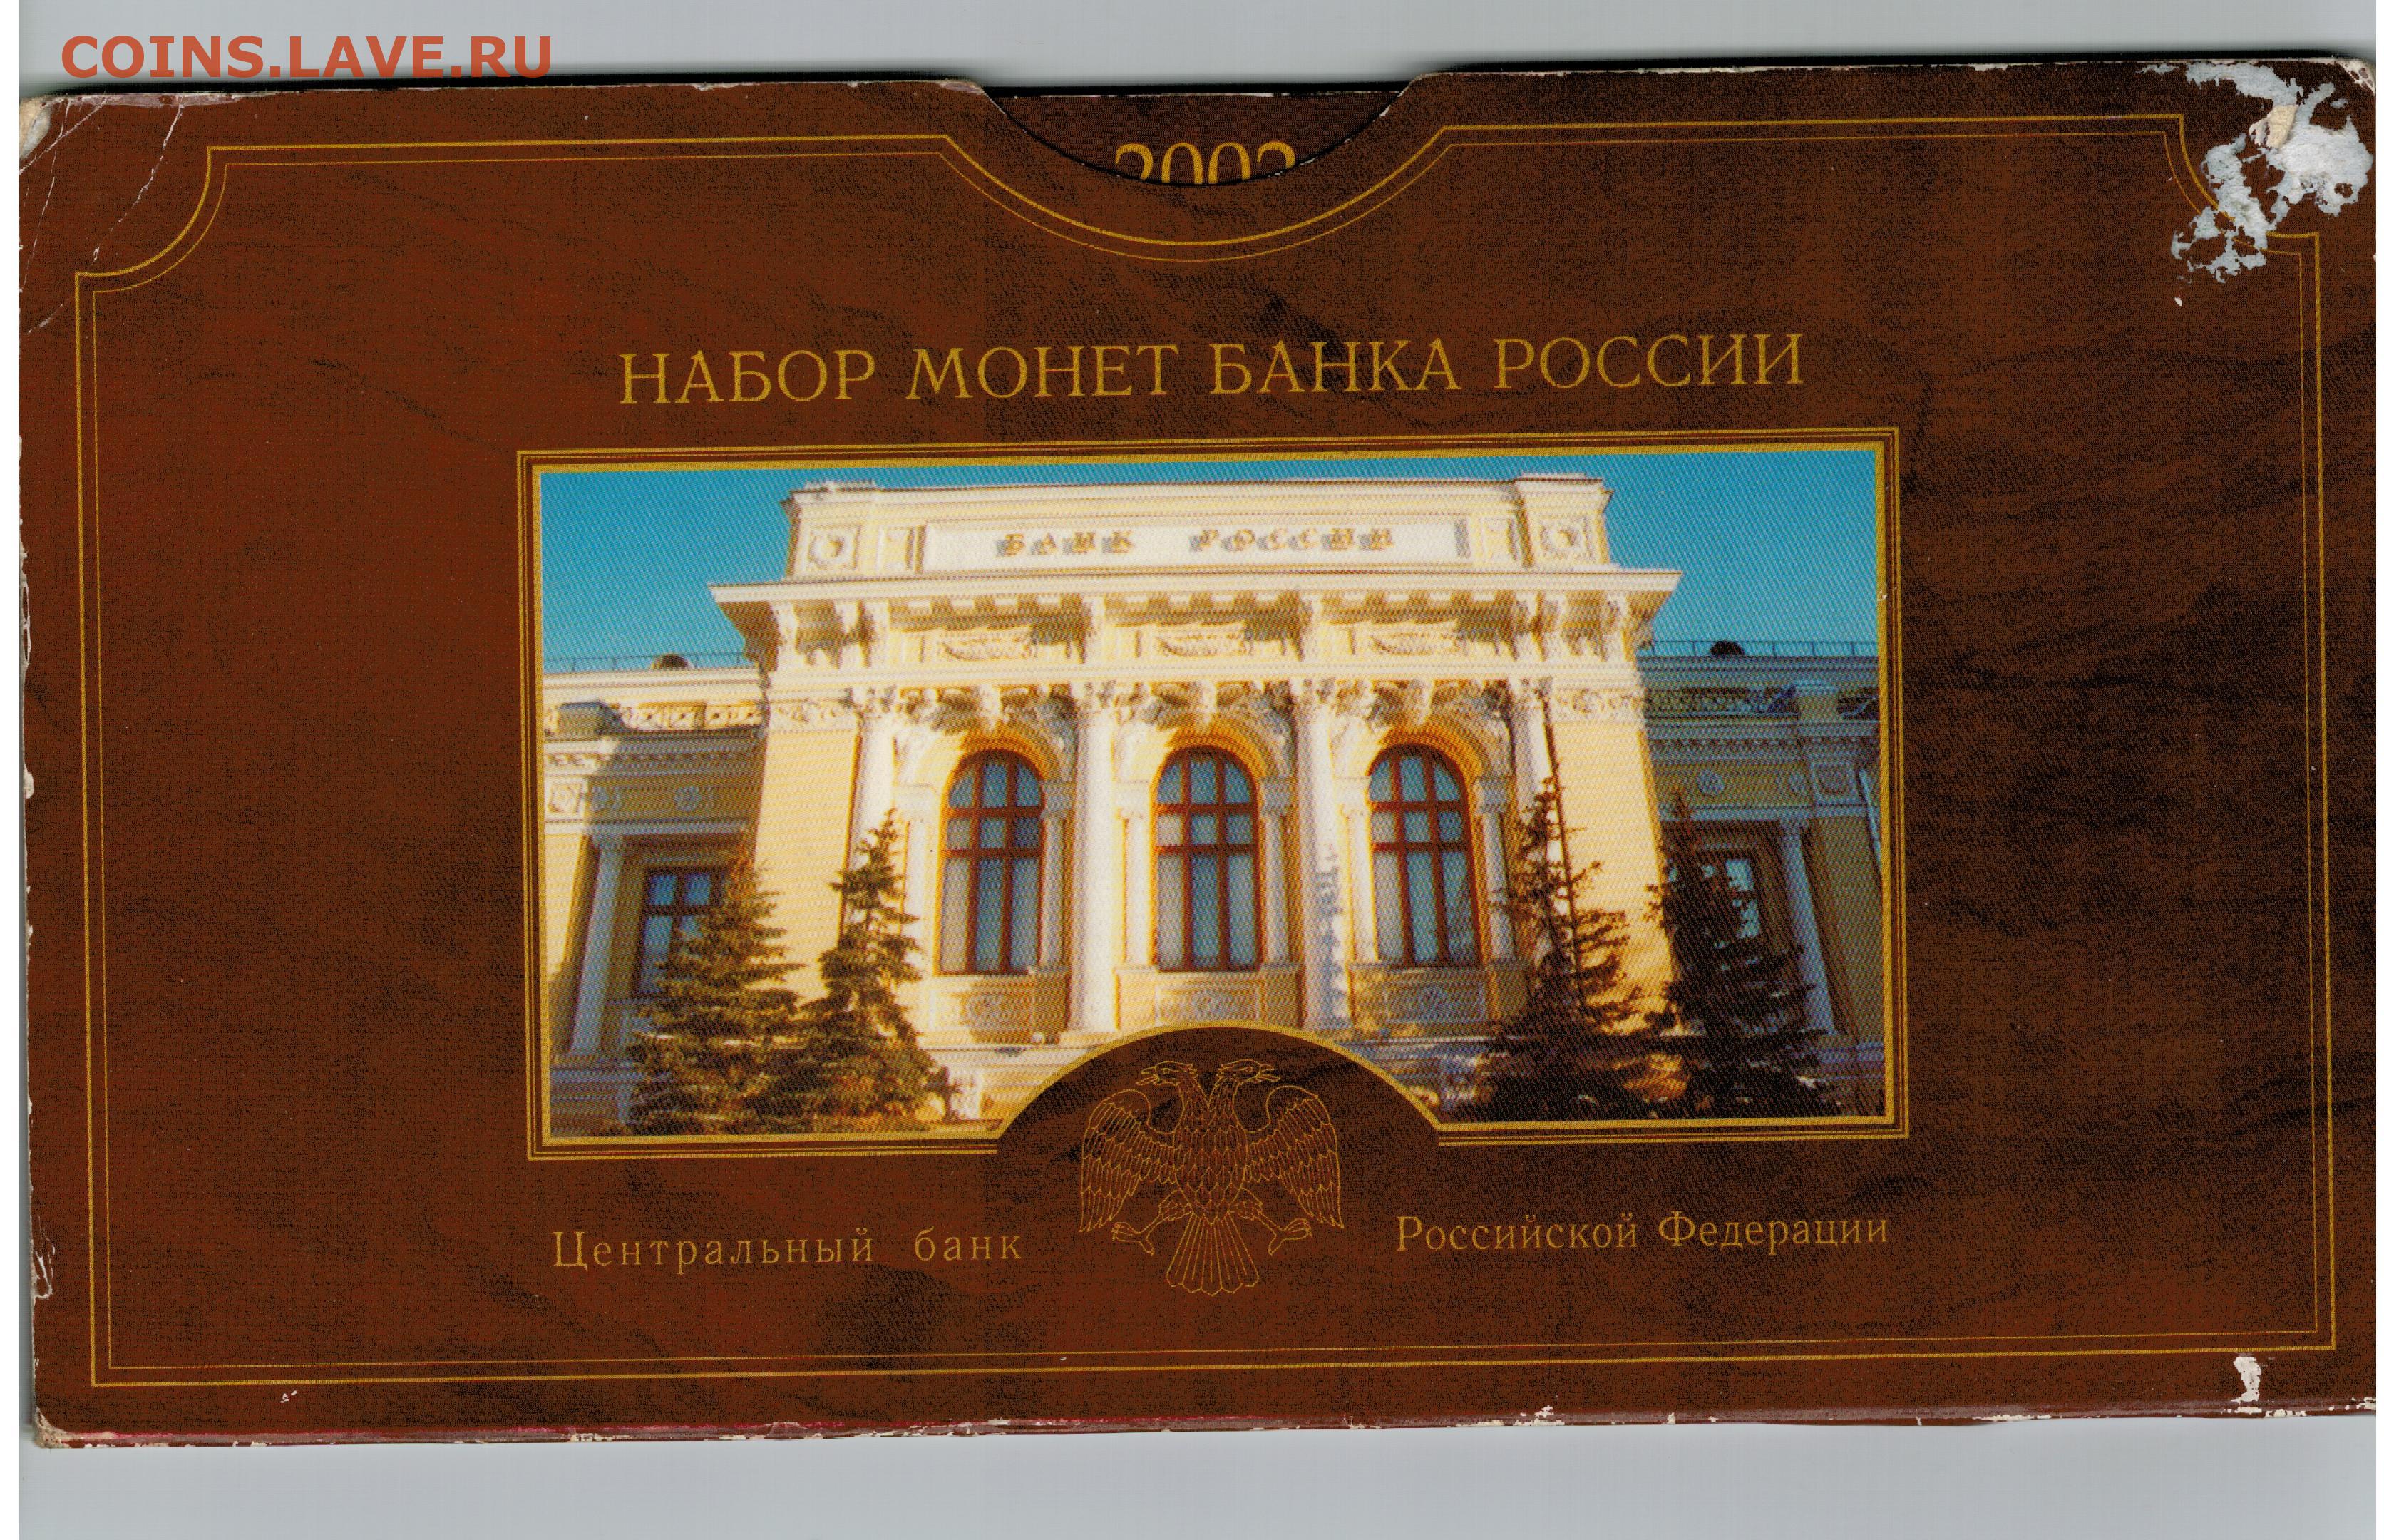 COINS.LAVE.RU
НАБОР МОНЕТ БАНКА РОССИИ
БАНК РОССИИ
Центральный банк Российской Федерации